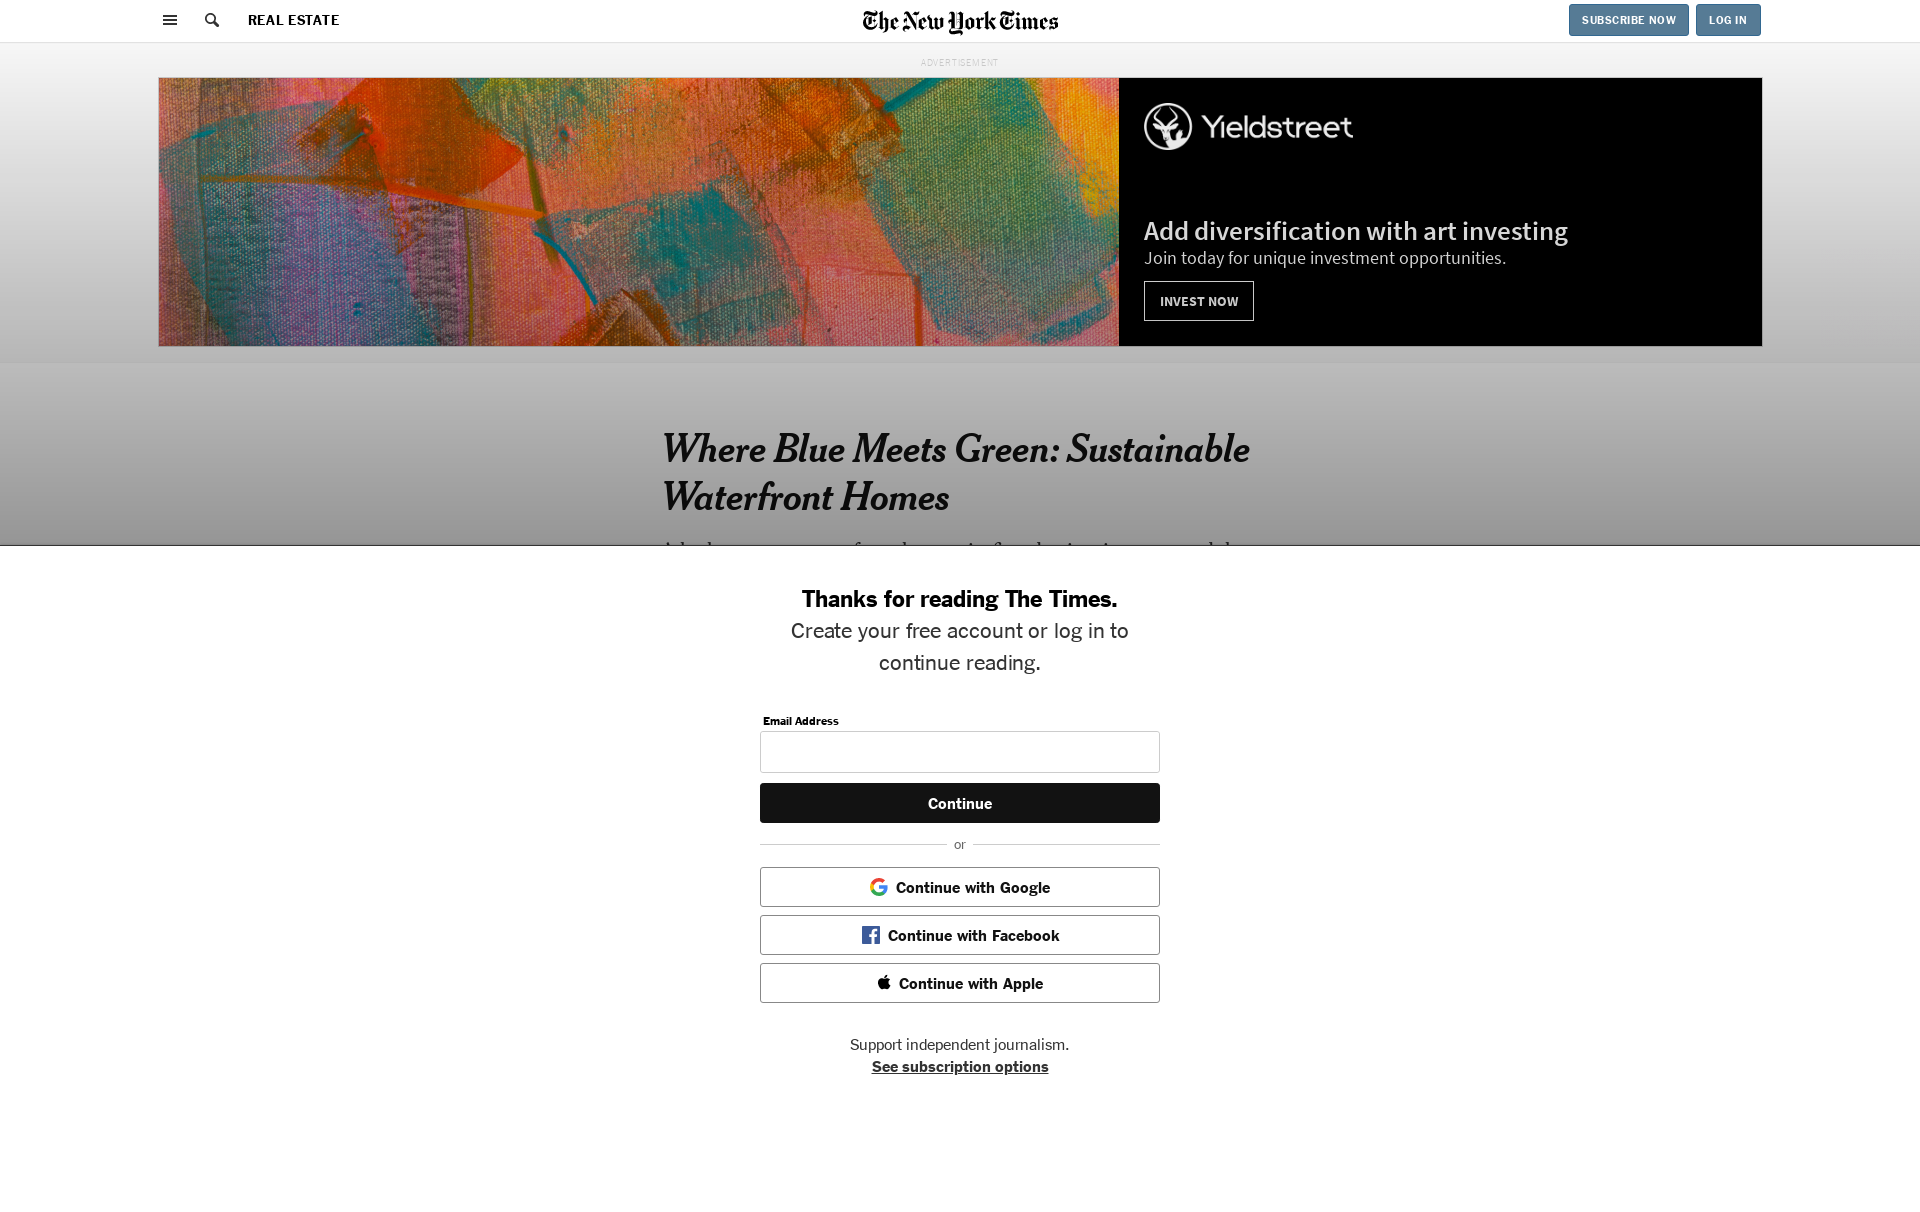 REAL ESTATE
The New York Times
SUBSCRIBE NOW
LOG IN
ADVERTISEMENT
Yieldstreet
Add diversification with art investing
Join today for unique investment opportunities.
INVEST NOW
Where Blue Meets Green: Sustainable
Waterfront Homes
Thanks for reading The Times.
Create your free account or log in to
continue reading.
Email Address
Continue
or
Continue with Google
Continue with Facebook
Continue with Apple
Support independent journalism.
See subscription options